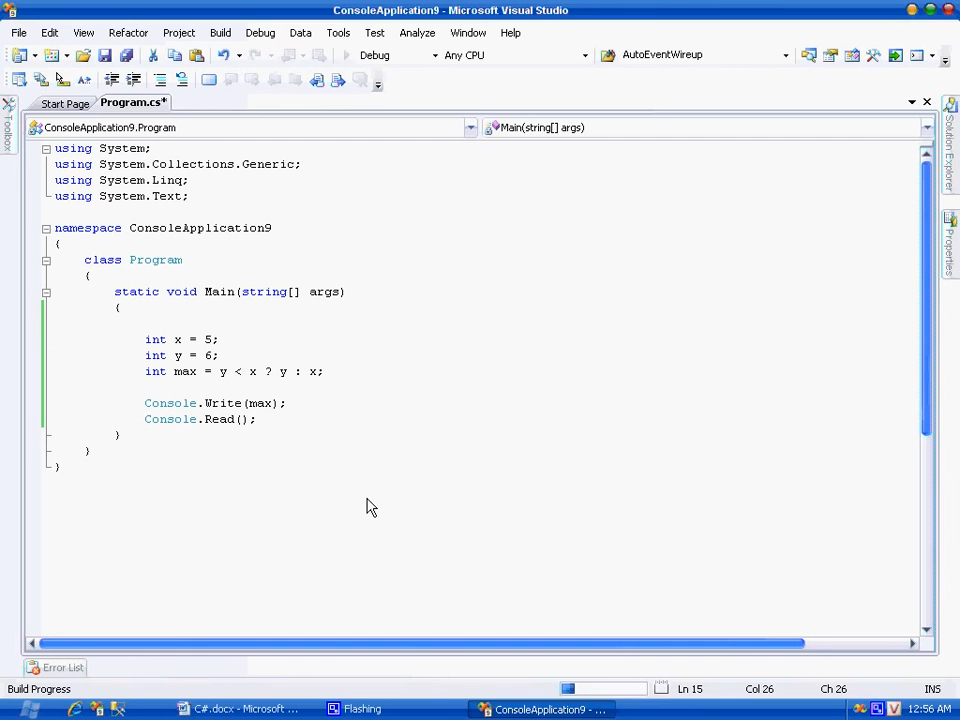 ConsoleApplication9 - Microsoft Visual Studio
File Edit View Refactor Project Build Debug Data Tools Test Analyze Window Help
Debug Any CPU AutoEventWireup
Start Page Program.cs*
Toolbox
ConsoleApplication9.Program Main(string[] args)
Solution Explorer
Properties
using System;
using System.Collections.Generic;
using System.Linq;
using System.Text;
namespace ConsoleApplication9
{
class Program
{
static void Main(string[] args)
{
int x = 5;
int y = 6;
int max = y < x ? y : x;
Console.Write(max);
Console.Read();
}
}
}
Error List
Build Progress Ln 15 Col 26 Ch 26 INS
C#.docx - Microsoft ... Flashing ConsoleApplication9 - ... 12:56 AM